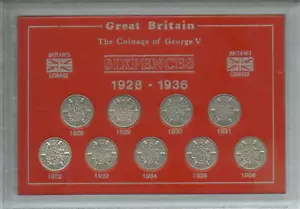 Great Britain
The Coinage of George V
BRITAIN'S COINAGE
SIXPENCES
BRITAIN'S COINAGE
1928 - 1936
1928 1929 1930 1931
1932 1933 1934 1935 1936